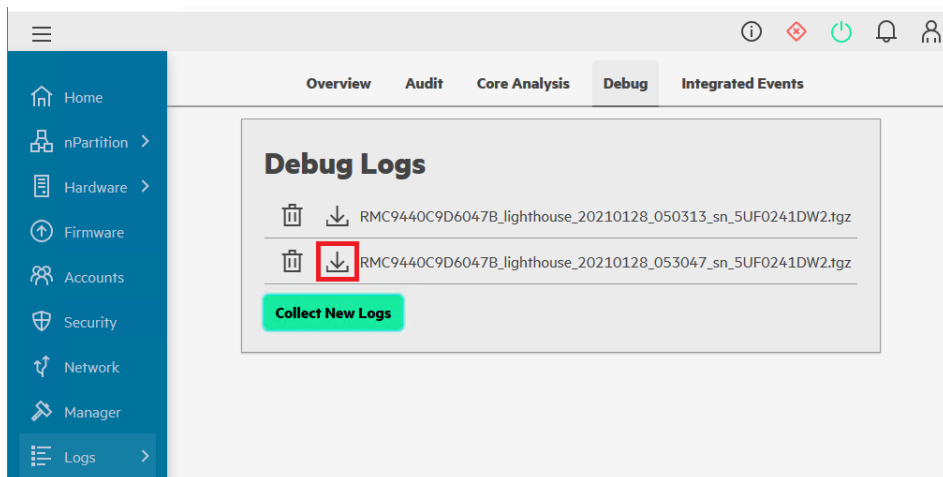 Overview Audit Core Analysis Debug Integrated Events
Home
nPartition
Hardware
Firmware
Accounts
Security
Network
Manager
Logs
Debug Logs
RMC9440C9D6047B_lighthouse_20210128_050313_sn_5UF0241DW2.tgz
RMC9440C9D6047B_lighthouse_20210128_053047_sn_5UF0241DW2.tgz
Collect New Logs